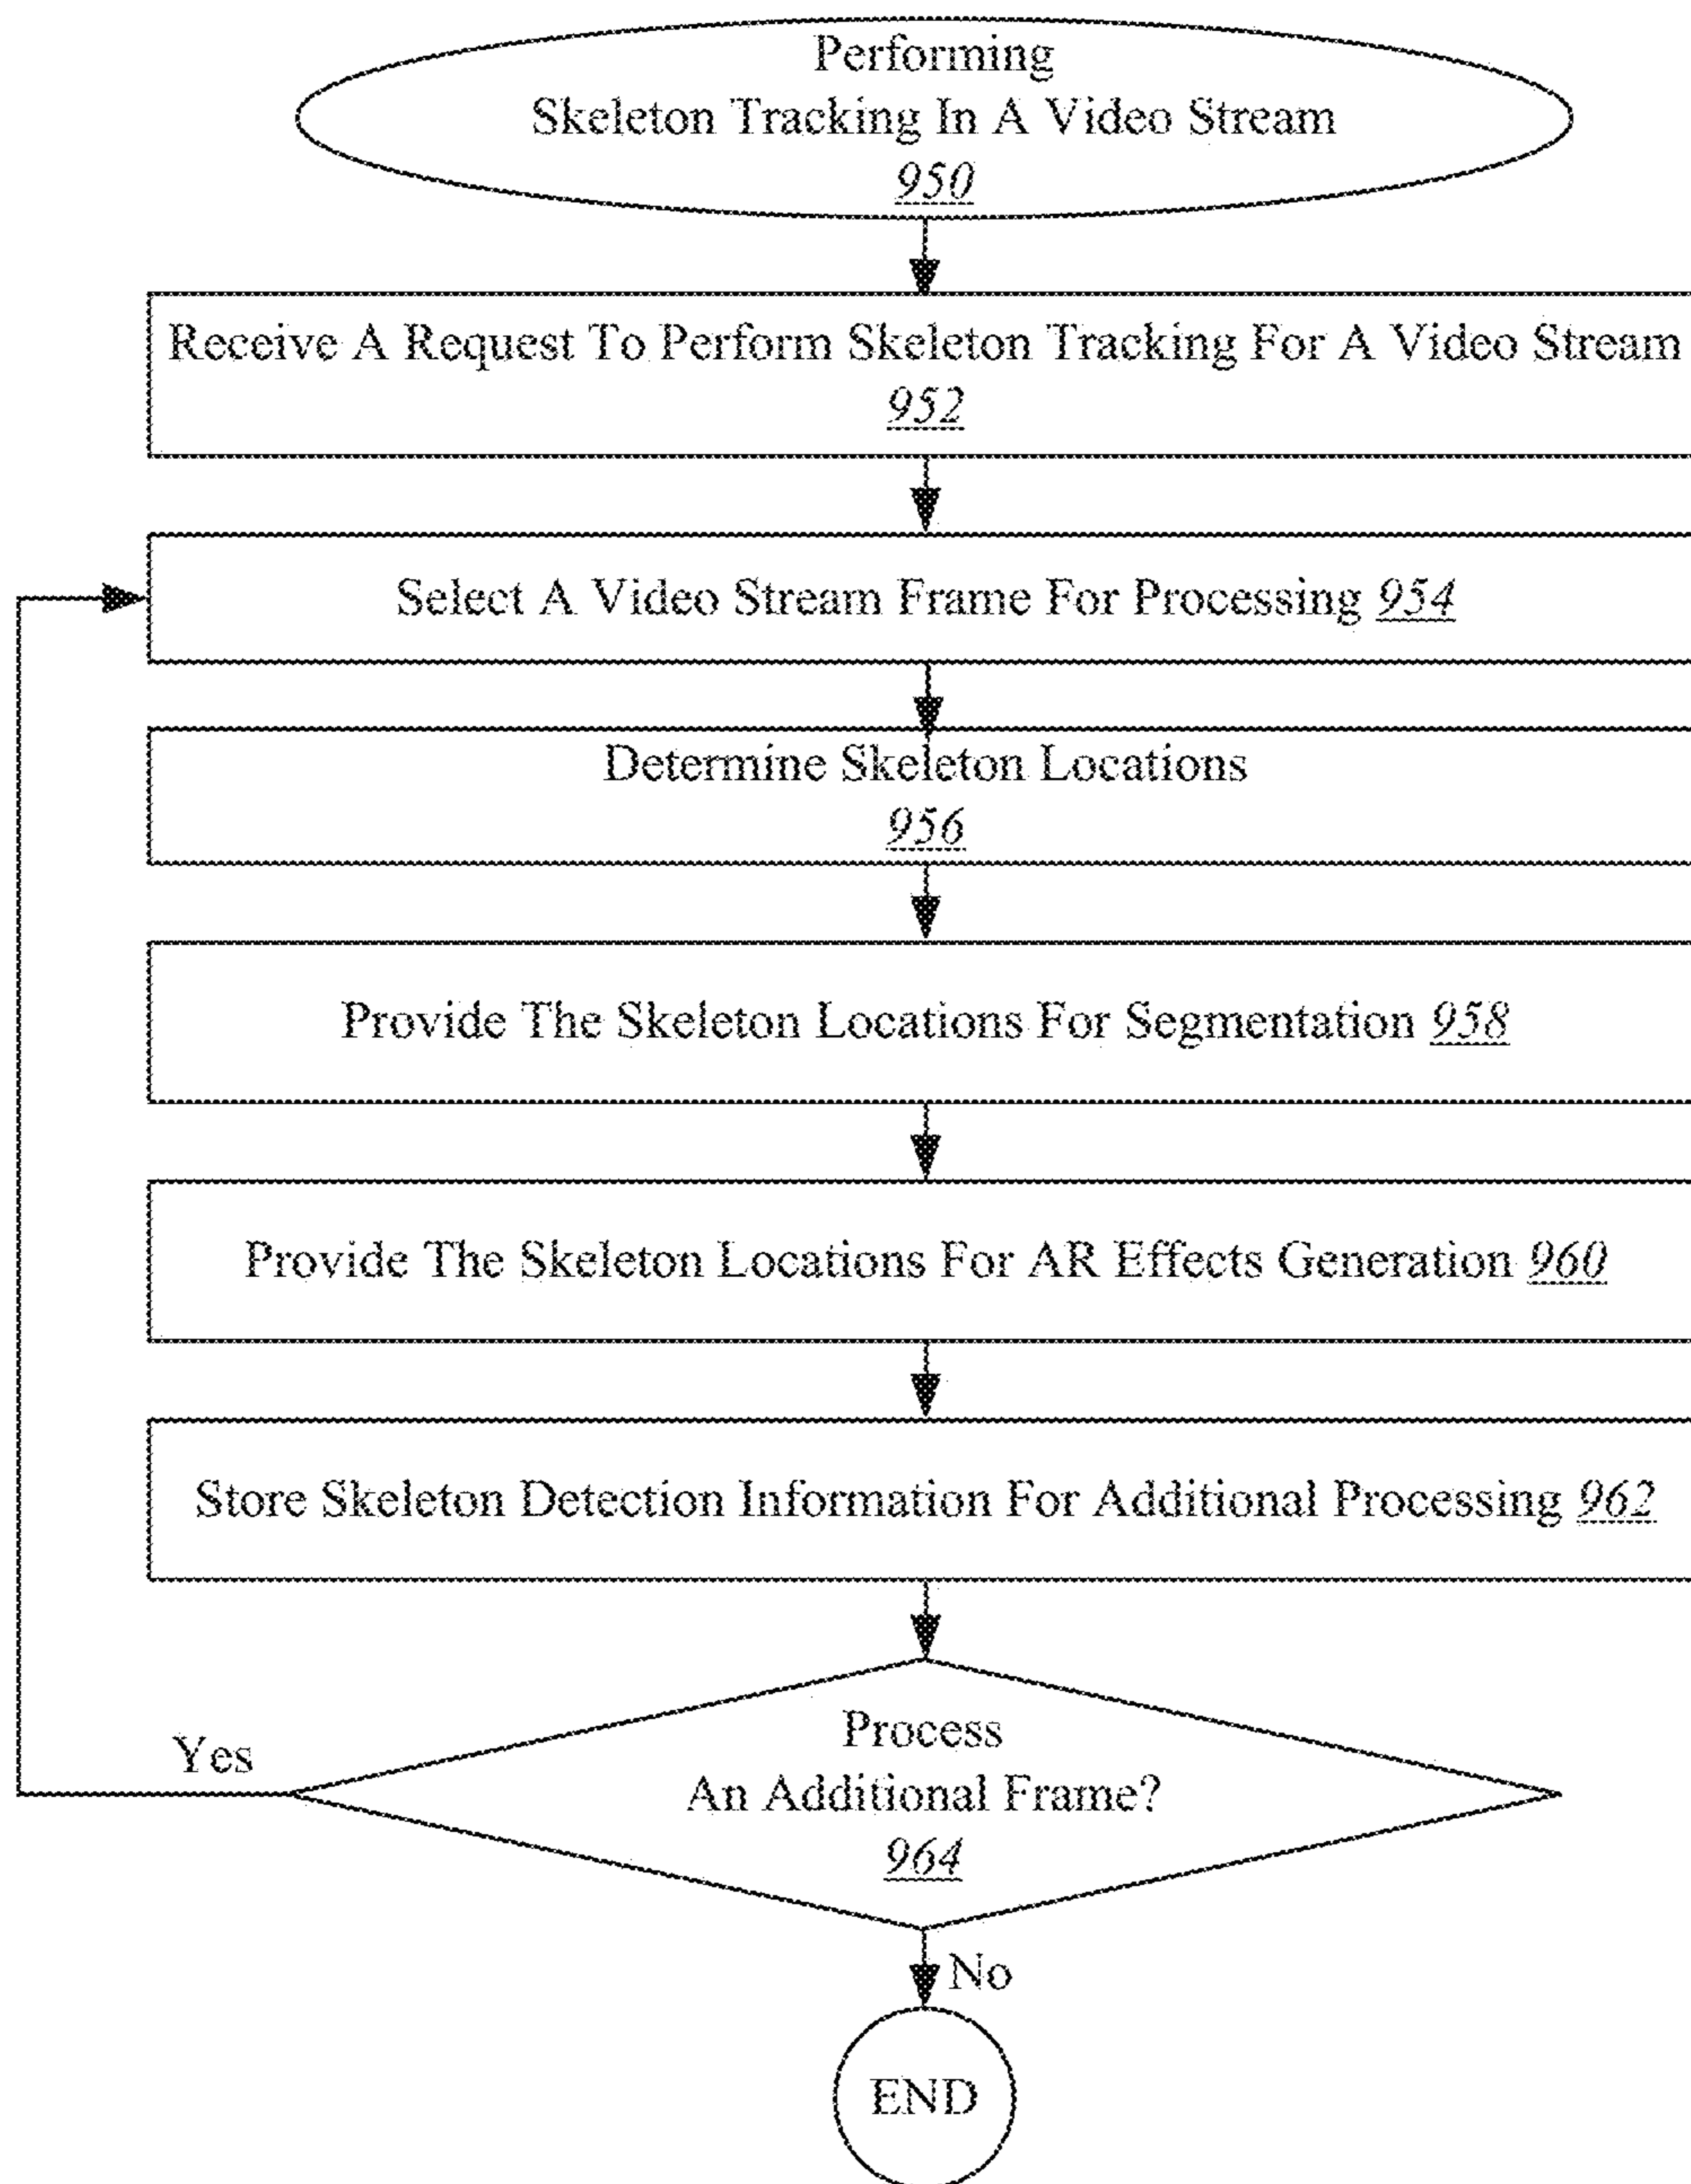 Performing
Skeleton Tracking In A Video Stream
950
Receive A Request To Perform Skeleton Tracking For A Video Stream
952
Select A Video Stream Frame For Processing 954
Determine Skeleton Locations
956
Provide The Skeleton Locations For Segmentation 958
Provide The Skeleton Locations For AR Effects Generation 960
Store Skeleton Detection Information For Additional Processing 962
Process
Yes
An Additional Frame?
964
No
END